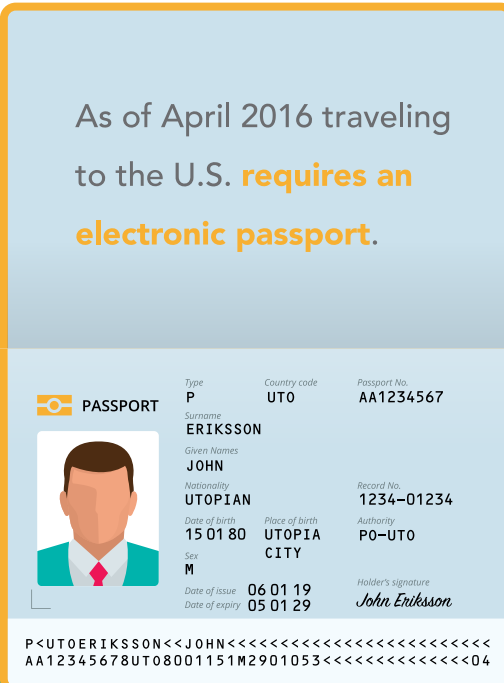 As of April 2016 traveling
to the U.S. requires an
electronic passport.
PASSPORT
Type Country code Passport No.
P UTO AA1234567
Surname
ERIKSSON
Given Names
JOHN
Nationality Record No.
UTOPIAN 1234-01234
Date of birth Place of birth Authority
15 01 80 UTOPIA PO-UTO
CITY
Sex
M
Date of issue 06 01 19 Holder's signature
Date of expiry 05 01 29 John Eriksson
P<UTOERIKSSON<<JOHN<<<<<<<<<<<<<<<<<<<<<<<<<
AA12345678UTO8001151M2901053<<<<<<<<<<<<<<04